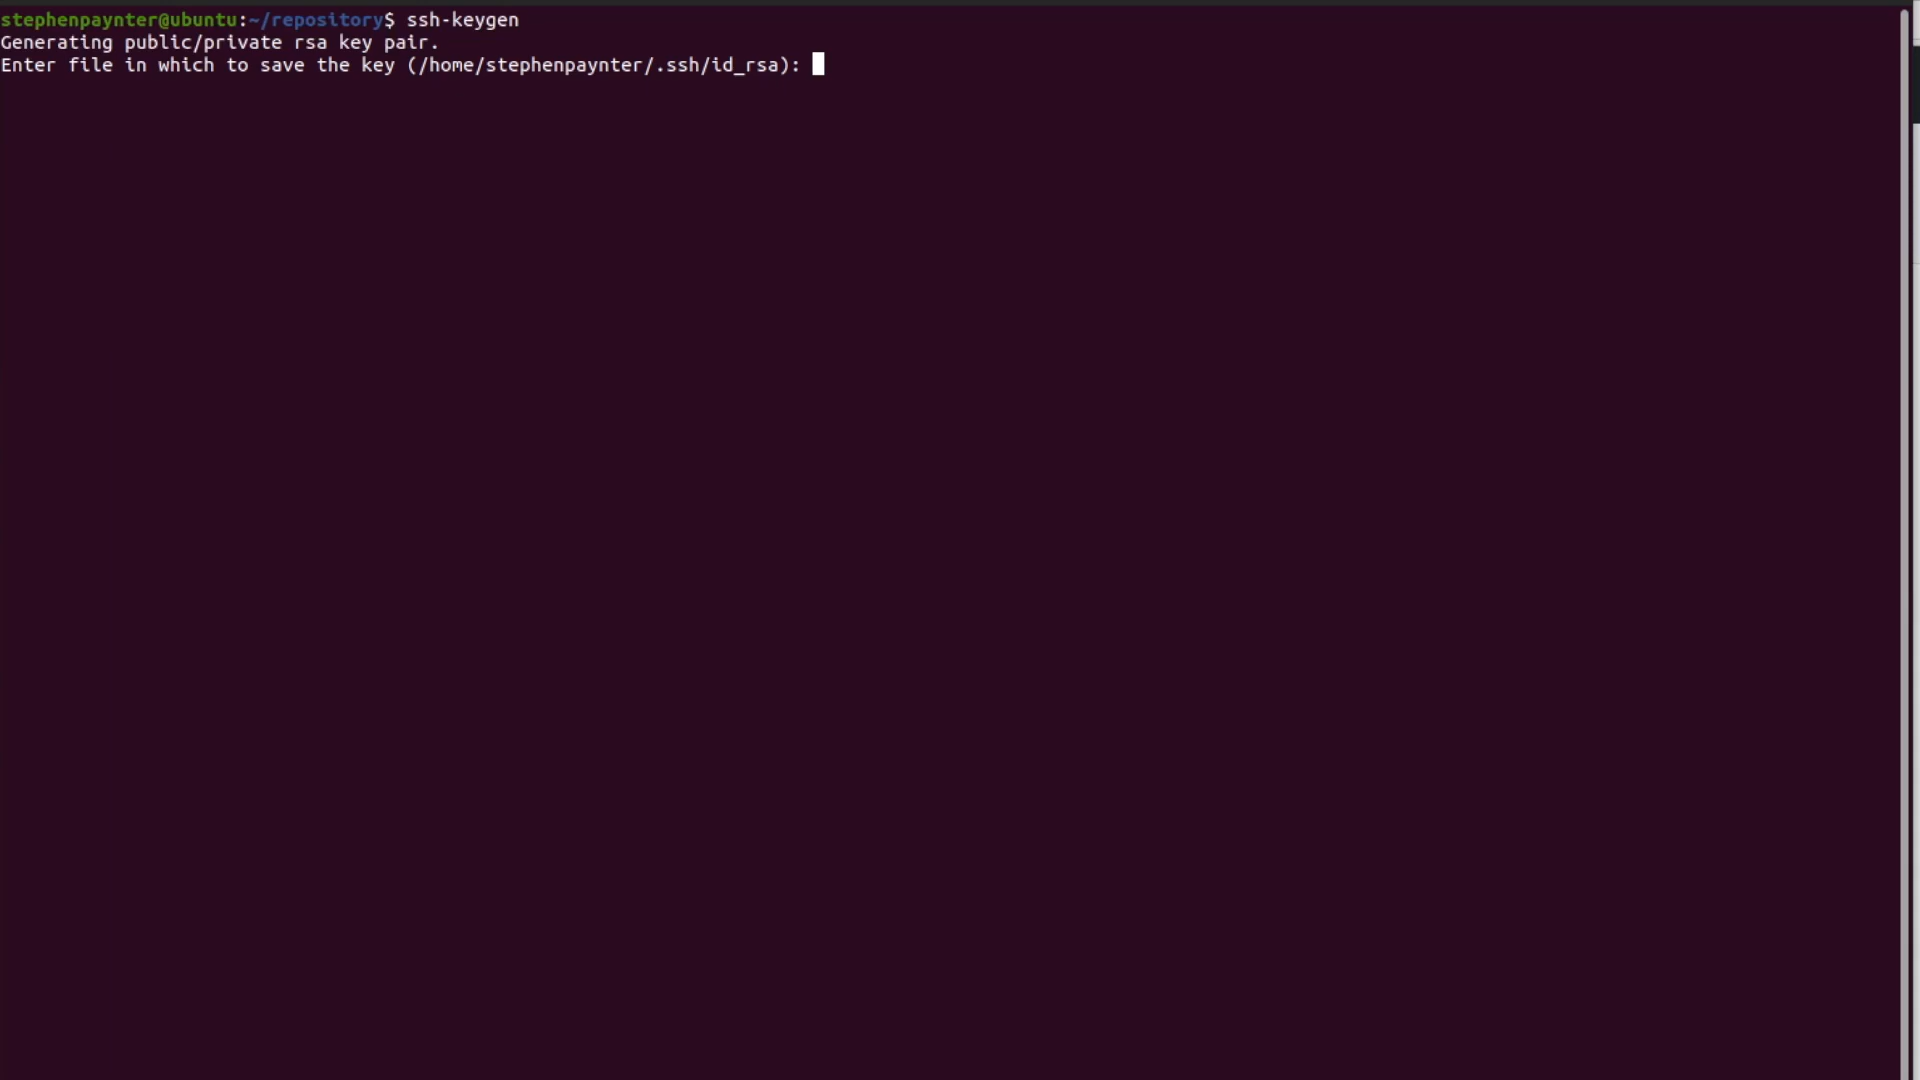 stephenpaynter@ubuntu:~/repository$ ssh-keygen
Generating public/private rsa key pair.
Enter file in which to save the key (/home/stephenpaynter/.ssh/id_rsa):